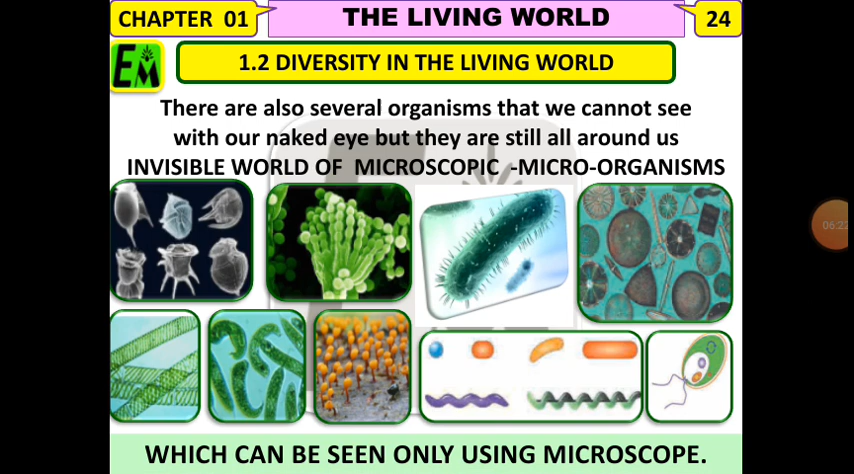 CHAPTER 01
THE LIVING WORLD
24
EM
1.2 DIVERSITY IN THE LIVING WORLD
There are also several organisms that we cannot see
with our naked eye but they are still all around us
INVISIBLE WORLD OF MICROSCOPIC -MICRO-ORGANISMS
06:22
WHICH CAN BE SEEN ONLY USING MICROSCOPE.